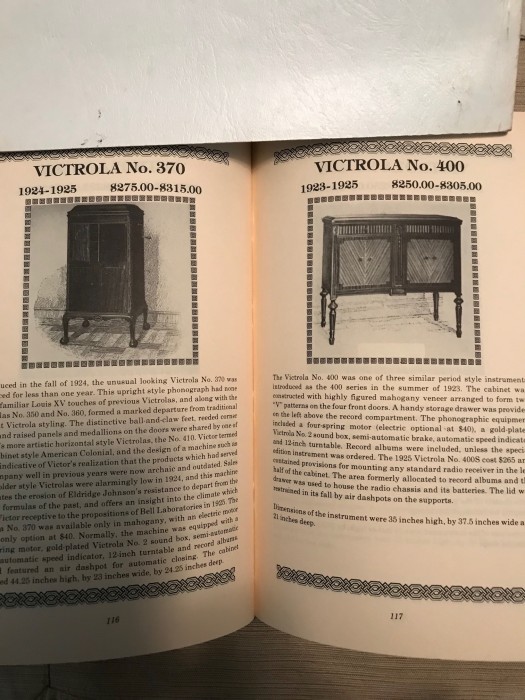 VICTROLA No. 370
1924-1925 $275.00-$315.00
uced in the fall of 1924, the unusual looking Victrola No. 370 was
ced for less than one year. This upright style phonograph had none
familiar Louis XV touches of previous Victrolas, and along with the
las No. 350 and No. 360, formed a marked departure from traditional
t Victrola styling. The distinctive ball-and-claw feet, reeded corner
nd raised panels and medallions on the doors were shared by one of
s more artistic horizontal style Victrolas, the No. 410. Victor termed
binet style American Colonial, and the design of a machine such as
indicative of Victor's realization that the products which had served
pany well in previous years were now archaic and outdated. Sales
older style Victrolas were alarmingly low in 1924, and this machine
tes the erosion of Eldridge Johnson's resistance to depart from the
formulas of the past, and offers an insight into the climate which
Victor receptive to the propositions of Bell Laboratories in 1925. The
a No. 370 was available only in mahogany, with an electric motor
only option at $40. Normally, the machine was equipped with a
ring motor, gold-plated Victrola No. 2 sound box, semi-automatic
automatic speed indicator, 12-inch turntable and record albums.
l featured an air dashpot for automatic closing. The cabinet
ed 44.25 inches high, by 23 inches wide, by 24.25 inches deep.
116
VICTROLA No. 400
1923-1925 $250.00-$305.00
The Victrola No. 400 was one of three similar period style instrument
introduced as the 400 series in the summer of 1923. The cabinet wa
constructed with highly figured mahogany veneer arranged to form tw
"V" patterns on the four front doors. A handy storage drawer was provide
on the left above the record compartment. The phonographic equipmen
included a four-spring motor (electric optional at $40), a gold-plate
Victrola No. 2 sound box, semi-automatic brake, automatic speed indicato
and 12-inch turntable. Record albums were included, unless the speci
edition instrument was ordered. The 1925 Victrola No. 400S cost $265 an
contained provisions for mounting any standard radio receiver in the le
half of the cabinet. The area formerly allocated to record albums and th
drawer was used to house the radio chassis and its batteries. The lid w
restrained in its fall by air dashpots on the supports.
Dimensions of the instrument were 35 inches high, by 37.5 inches wide a
21 inches deep.
117